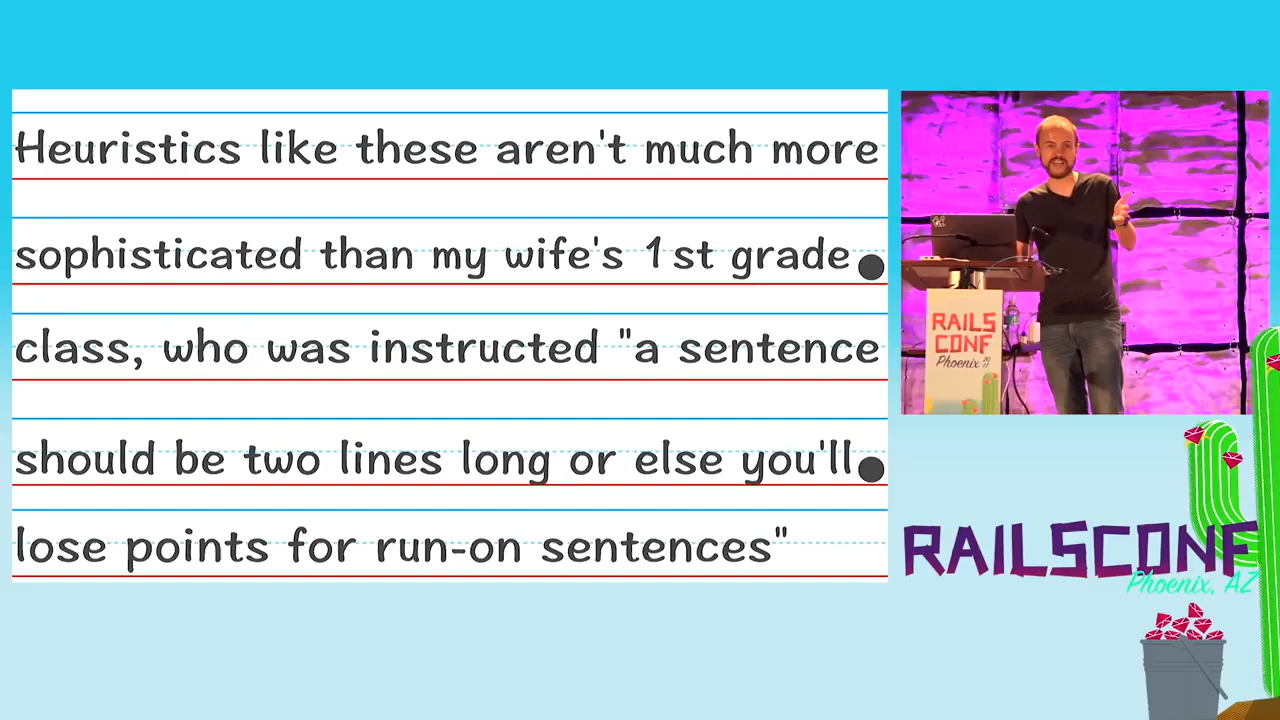 Heuristics like these aren't much more
sophisticated than my wife's 1st grade
class, who was instructed "a sentence
should be two lines long or else you'll
lose points for run-on sentences"
RAILS
CONF
Phoenix 2017
RAILSCONF
Phoenix, AZ